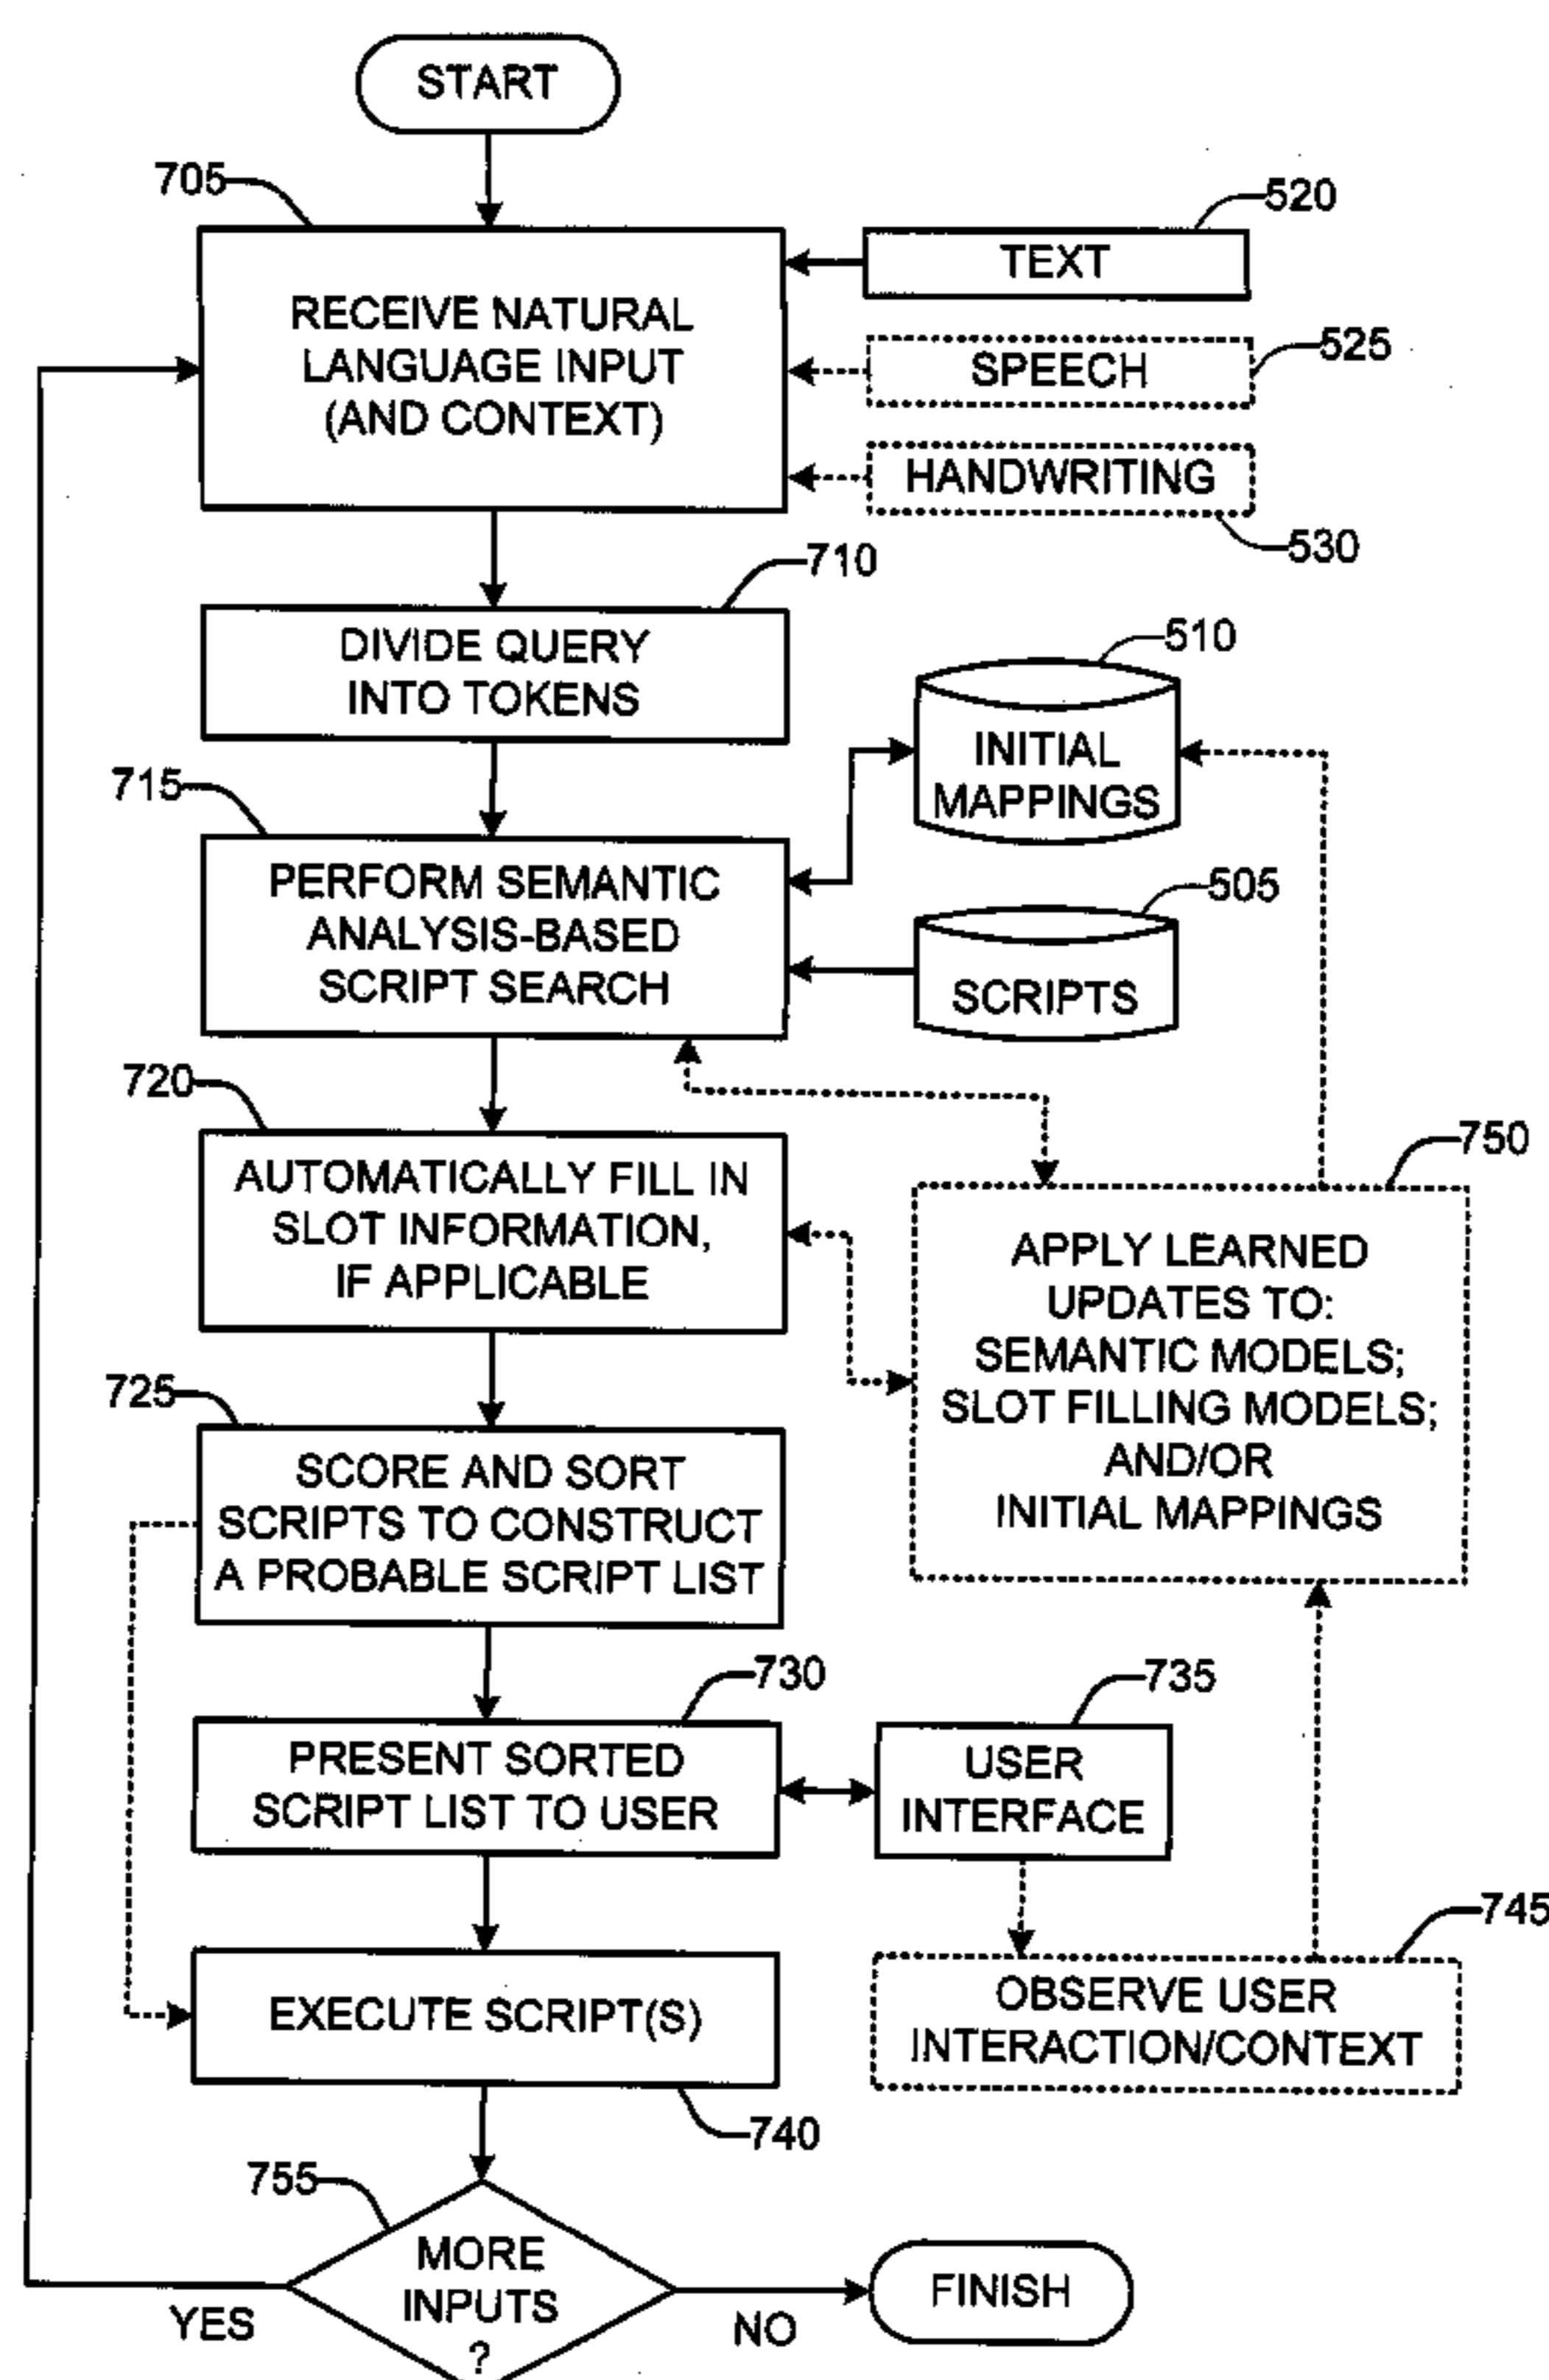 START
705
520
TEXT
RECEIVE NATURAL
LANGUAGE INPUT
(AND CONTEXT)
525
SPEECH
HANDWRITING
530
710
DIVIDE QUERY
INTO TOKENS
510
INITIAL
MAPPINGS
715
PERFORM SEMANTIC
ANALYSIS-BASED
SCRIPT SEARCH
505
SCRIPTS
720
AUTOMATICALLY FILL IN
SLOT INFORMATION,
IF APPLICABLE
750
APPLY LEARNED
UPDATES TO:
SEMANTIC MODELS;
SLOT FILLING MODELS;
AND/OR
INITIAL MAPPINGS
725
SCORE AND SORT
SCRIPTS TO CONSTRUCT
A PROBABLE SCRIPT LIST
730
PRESENT SORTED
SCRIPT LIST TO USER
735
USER
INTERFACE
745
OBSERVE USER
INTERACTION/CONTEXT
EXECUTE SCRIPT(S)
740
755
MORE
INPUTS
?
YES
NO
FINISH